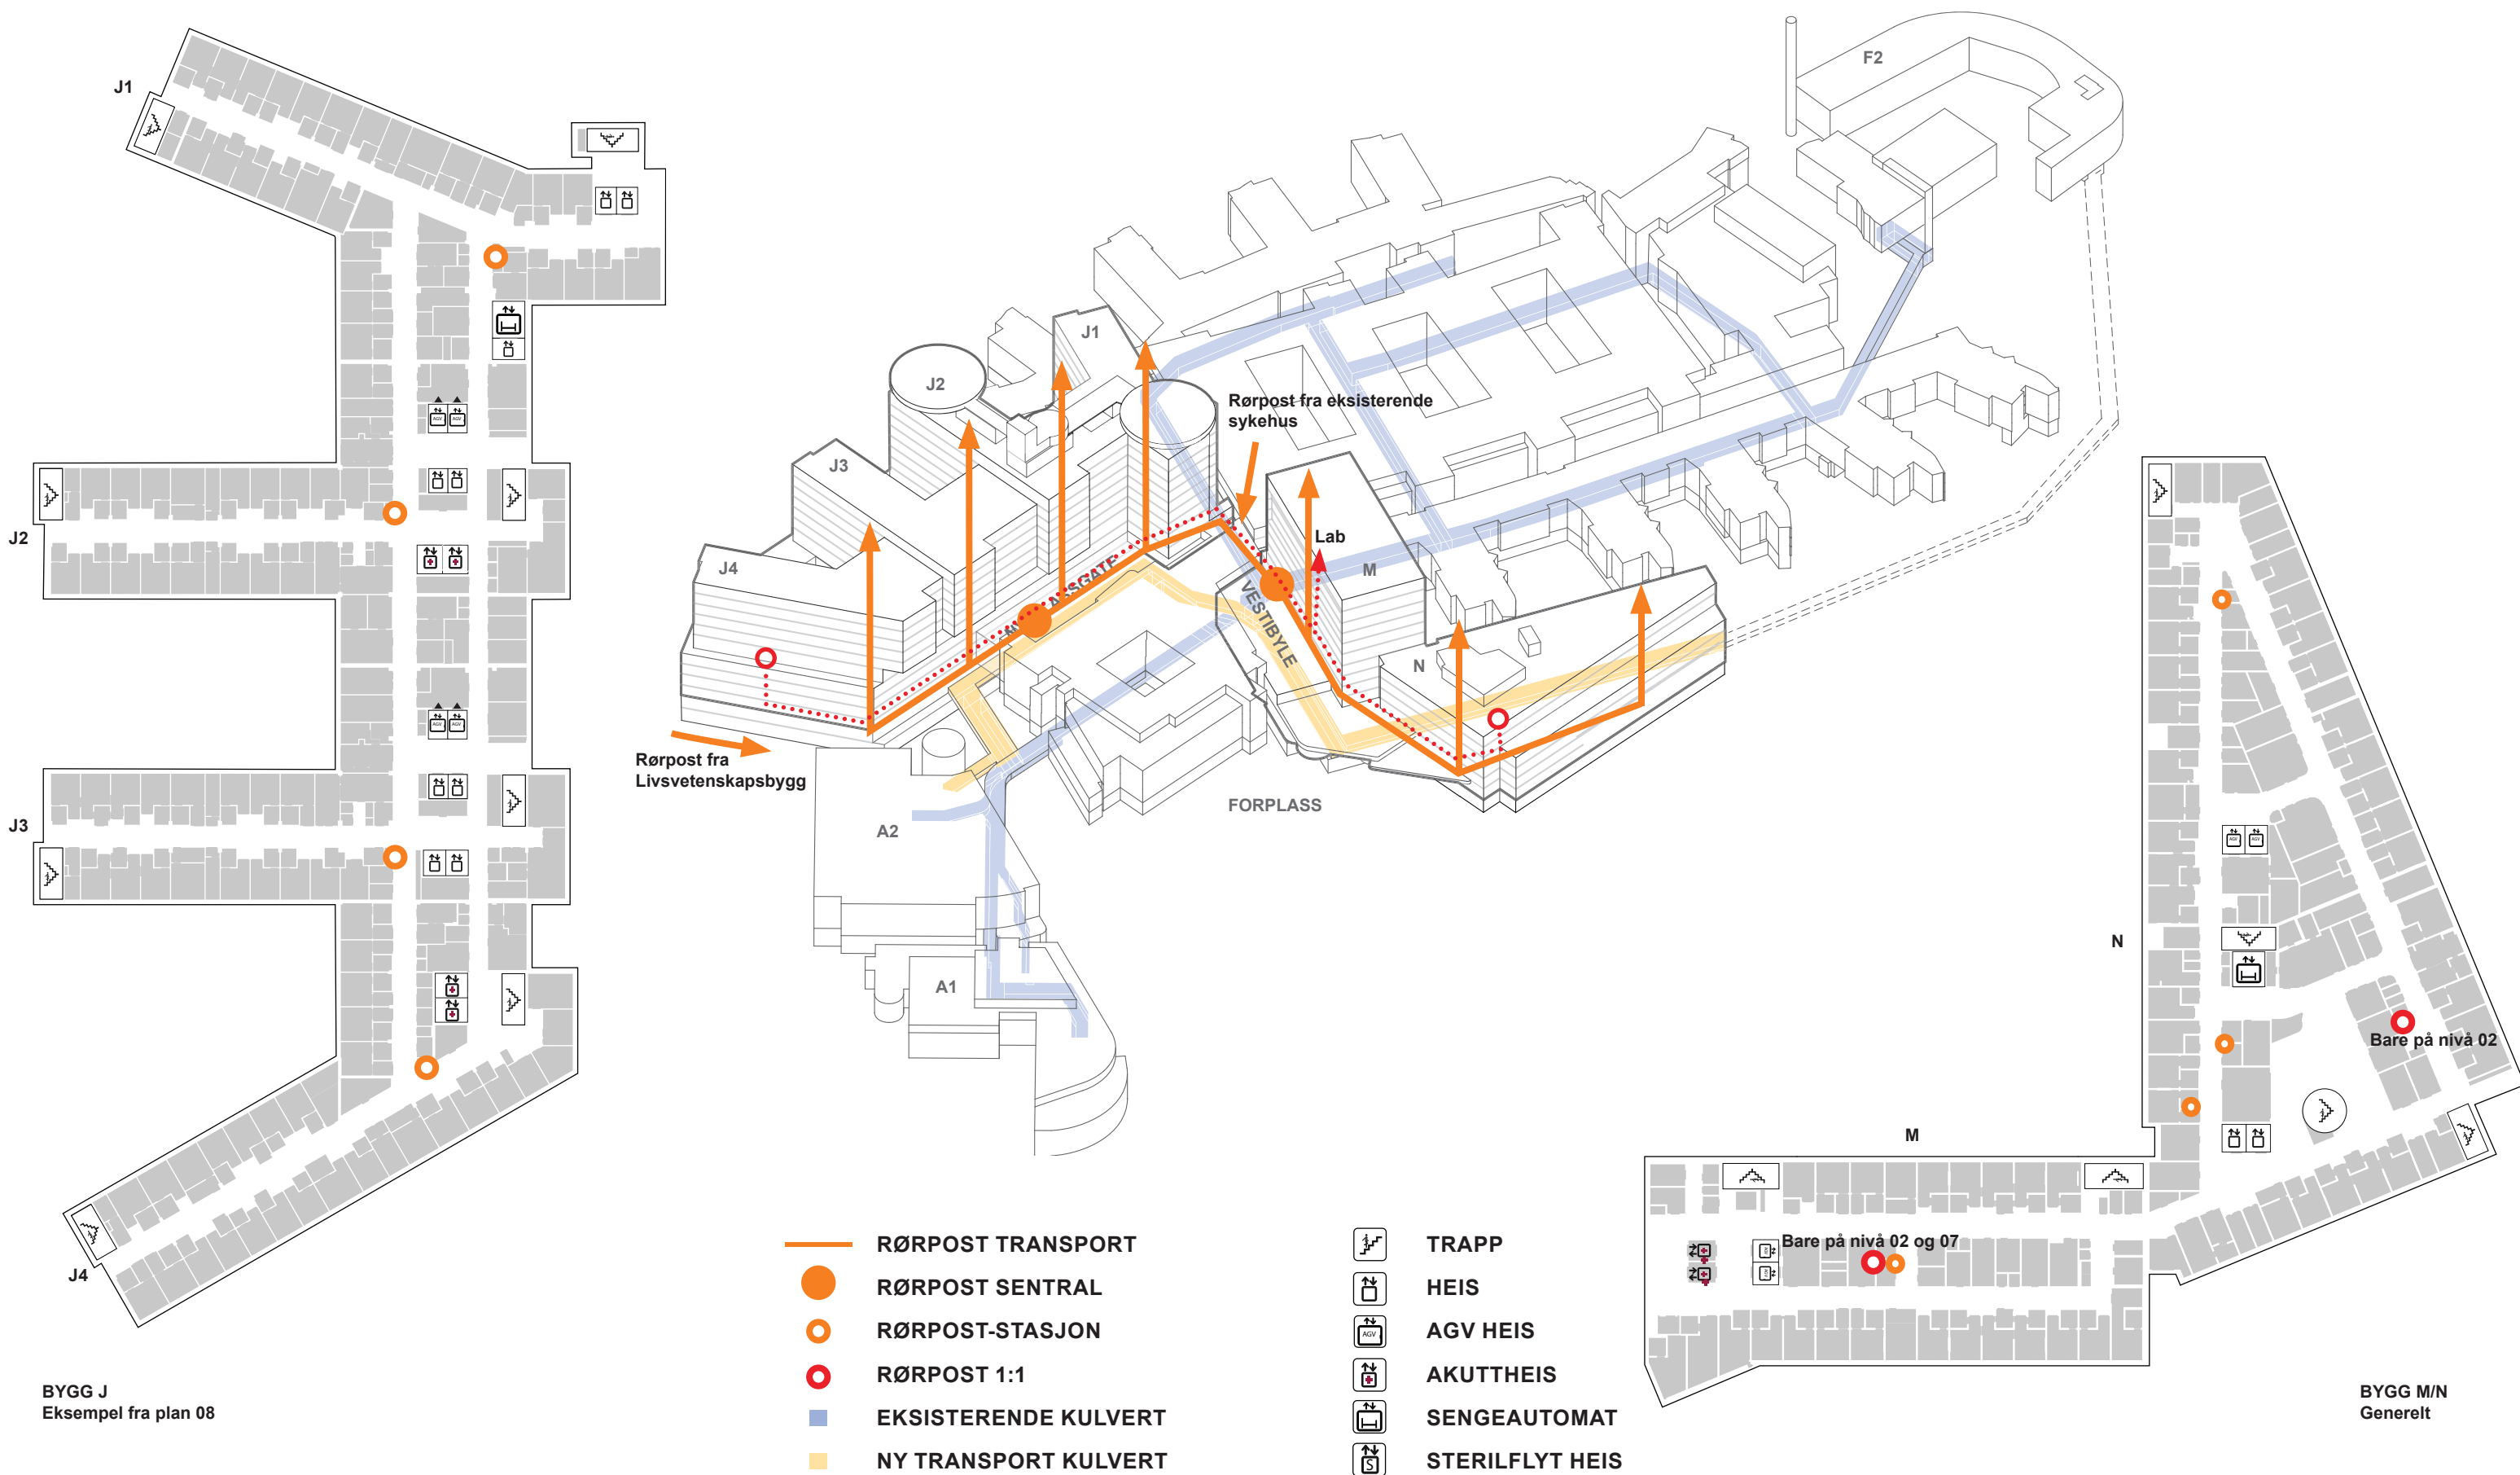 J1
J2
J3
J4
BYGG J
Eksempel fra plan 08
F2
J1
J2
J3
J4
Rørpost fra eksisterende
sykehus
Lab
M
VESTIBYLE
N
Rørpost fra
Livsvetenskapsbygg
FORPLASS
A2
A1
N
Bare på nivå 02
M
Bare på nivå 02 og 07
BYGG M/N
Generelt
RØRPOST TRANSPORT
RØRPOST SENTRAL
RØRPOST-STASJON
RØRPOST 1:1
EKSISTERENDE KULVERT
NY TRANSPORT KULVERT
TRAPP
HEIS
AGV
AGV HEIS
AKUTTHEIS
SENGEAUTOMAT
S
STERILFLYT HEIS